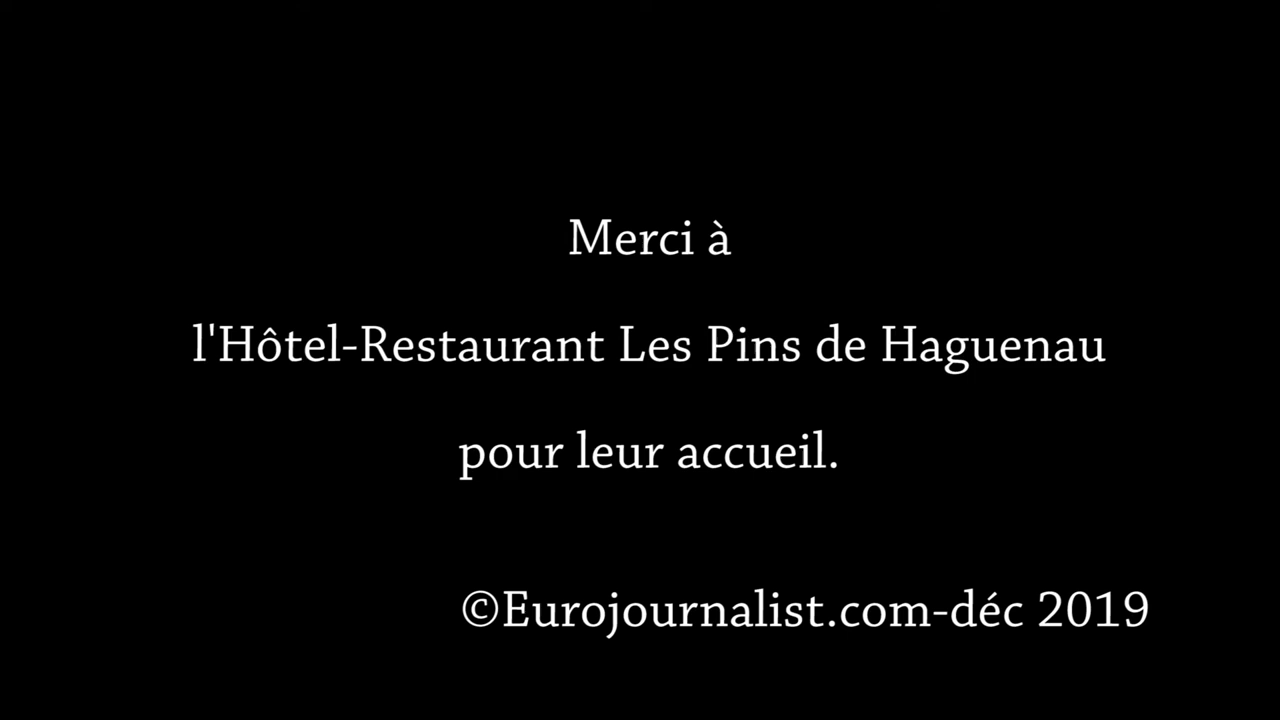 Merci à
l'Hôtel-Restaurant Les Pins de Haguenau
pour leur accueil.
©Eurojournalist.com-déc 2019